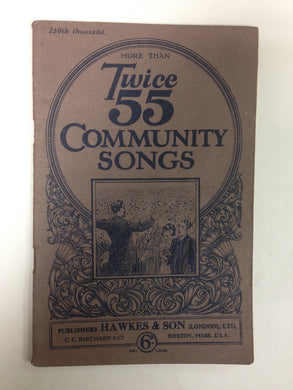 250th thousand.
MORE THAN
Twice
55
COMMUNITY
SONGS
PUBLISHERS HAWKES & SON (LONDON), LTD.
C. C. BIRCHARD & Co 6D BOSTON, MASS. U.S.A.